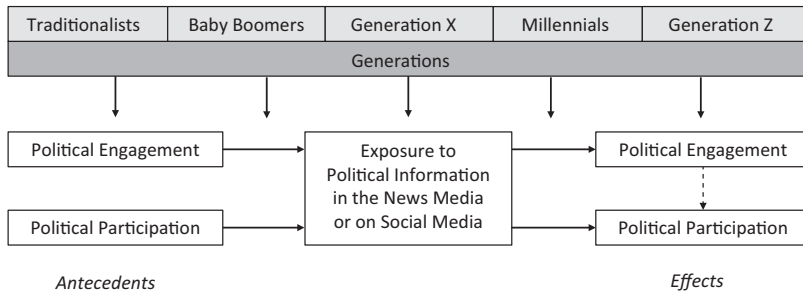 Traditionalists
Baby Boomers
Generation X
Millennials
Generation Z
Generations
Political Engagement
Exposure to
Political Information
in the News Media
or on Social Media
Political Engagement
Political Participation
Political Participation
Antecedents
Effects